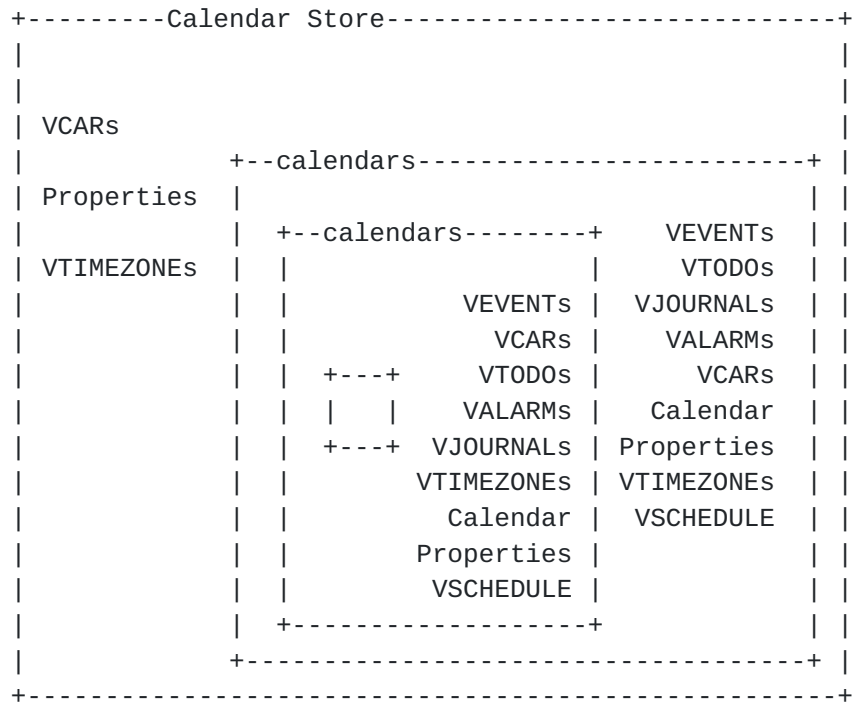 +---------Calendar Store-----------------------------+
|                                                     |
|                                                     |
| VCARs                                               |
|             +--calendars-------------------------+ |
| Properties  |                                    | |
|             |  +--calendars--------+    VEVENTs  | |
| VTIMEZONEs  |  |                   |     VTODOs  | |
|             |  |           VEVENTs |  VJOURNALs  | |
|             |  |             VCARs |    VALARMs  | |
|             |  |  +---+     VTODOs |      VCARs  | |
|             |  |  |   |    VALARMs |   Calendar  | |
|             |  |  +---+  VJOURNALs | Properties  | |
|             |  |        VTIMEZONEs | VTIMEZONEs  | |
|             |  |          Calendar |  VSCHEDULE  | |
|             |  |        Properties |             | |
|             |  |         VSCHEDULE |             | |
|             |  +-------------------+             | |
|             +------------------------------------+ |
+----------------------------------------------------+